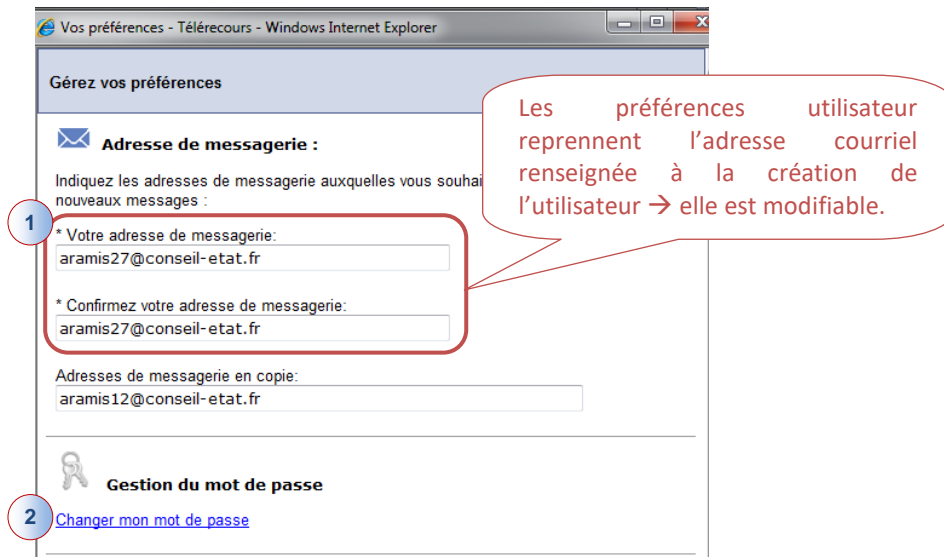 Vos préférences - Télérecours - Windows Internet Explorer
Gérez vos préférences
Les préférences utilisateur
reprennent l'adresse courriel
renseignée à la création de
l'utilisateur → elle est modifiable.
Adresse de messagerie :
Indiquez les adresses de messagerie auxquelles vous
nouveaux messages :
1
* Votre adresse de messagerie:
aramis27@conseil-etat.fr
* Confirmez votre adresse de messagerie:
aramis27@conseil-etat.fr
Adresses de messagerie en copie:
aramis12@conseil-etat.fr
Gestion du mot de passe
2
Changer mon mot de passe